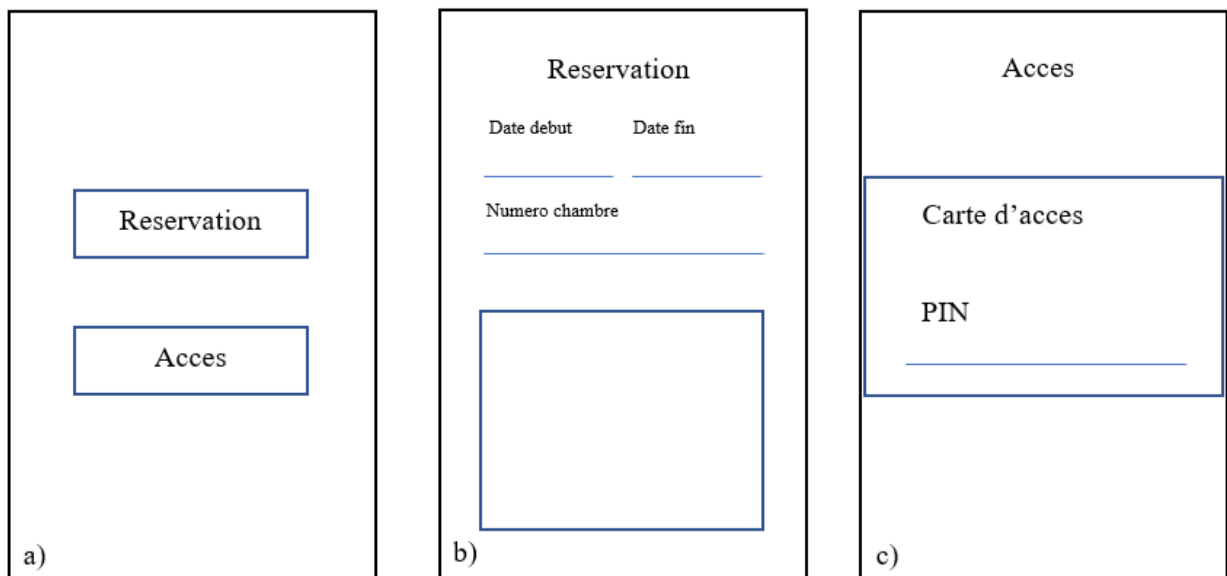 Reservation
Acces
a)
Reservation
Date debut Date fin
Numero chambre
b)
Acces
Carte d’acces
PIN
c)